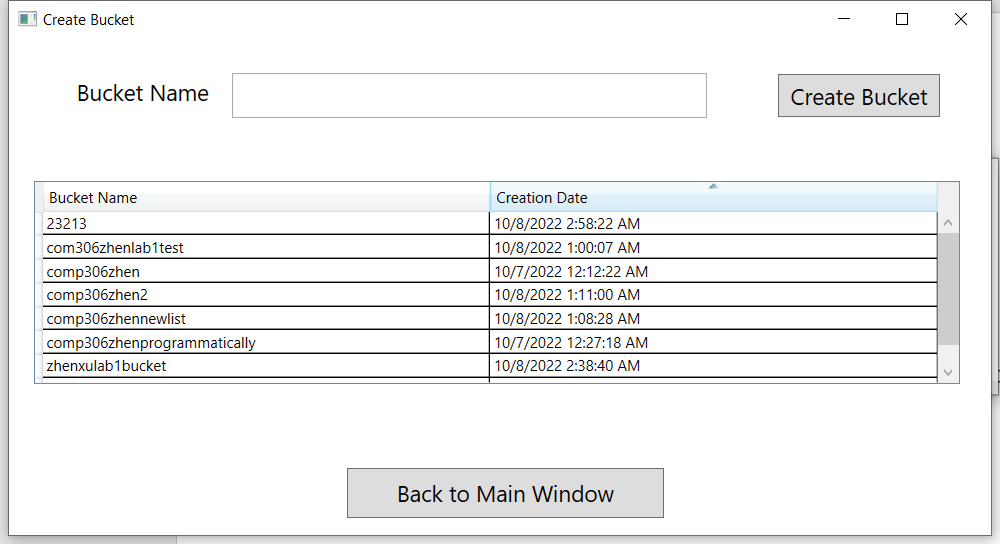 Create Bucket
Bucket Name Create Bucket
Bucket Name Creation Date
23213 10/8/2022 2:58:22 AM
com306zhenlab1test 10/8/2022 1:00:07 AM
comp306zhen 10/7/2022 12:12:22 AM
comp306zhen2 10/8/2022 1:11:00 AM
comp306zhennewlist 10/8/2022 1:08:28 AM
comp306zhenprogrammatically 10/7/2022 12:27:18 AM
zhenxulab1bucket 10/8/2022 2:38:40 AM
Back to Main Window